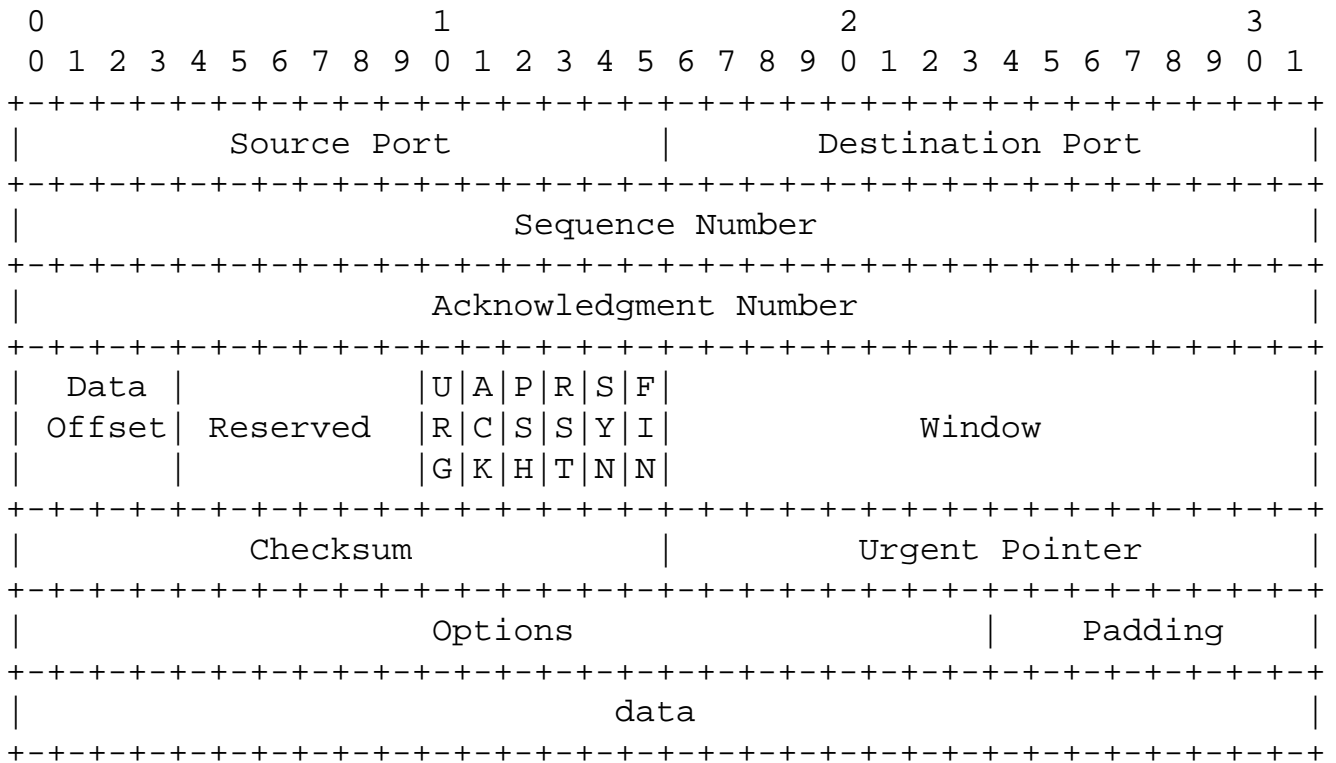 0                   1                   2                   3
 0 1 2 3 4 5 6 7 8 9 0 1 2 3 4 5 6 7 8 9 0 1 2 3 4 5 6 7 8 9 0 1
+-+-+-+-+-+-+-+-+-+-+-+-+-+-+-+-+-+-+-+-+-+-+-+-+-+-+-+-+-+-+-+-+
|          Source Port          |       Destination Port        |
+-+-+-+-+-+-+-+-+-+-+-+-+-+-+-+-+-+-+-+-+-+-+-+-+-+-+-+-+-+-+-+-+
|                        Sequence Number                        |
+-+-+-+-+-+-+-+-+-+-+-+-+-+-+-+-+-+-+-+-+-+-+-+-+-+-+-+-+-+-+-+-+
|                    Acknowledgment Number                      |
+-+-+-+-+-+-+-+-+-+-+-+-+-+-+-+-+-+-+-+-+-+-+-+-+-+-+-+-+-+-+-+-+
|  Data |           |U|A|P|R|S|F|                               |
| Offset| Reserved  |R|C|S|S|Y|I|            Window             |
|       |           |G|K|H|T|N|N|                               |
+-+-+-+-+-+-+-+-+-+-+-+-+-+-+-+-+-+-+-+-+-+-+-+-+-+-+-+-+-+-+-+-+
|           Checksum            |         Urgent Pointer        |
+-+-+-+-+-+-+-+-+-+-+-+-+-+-+-+-+-+-+-+-+-+-+-+-+-+-+-+-+-+-+-+-+
|                    Options                    |    Padding    |
+-+-+-+-+-+-+-+-+-+-+-+-+-+-+-+-+-+-+-+-+-+-+-+-+-+-+-+-+-+-+-+-+
|                             data                              |
+-+-+-+-+-+-+-+-+-+-+-+-+-+-+-+-+-+-+-+-+-+-+-+-+-+-+-+-+-+-+-+-+